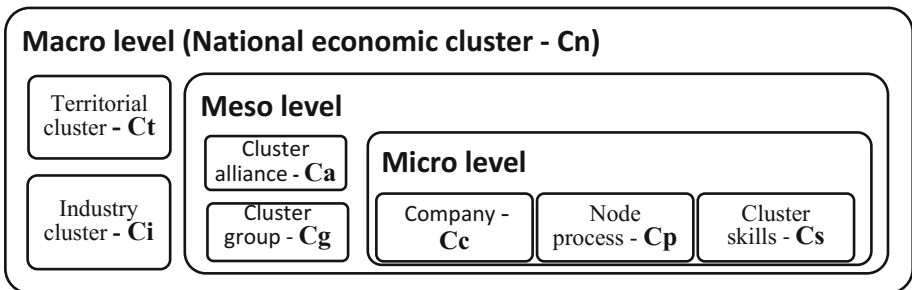 Macro level (National economic cluster - Cn)
Territorial
cluster - Ct
Industry
cluster - Ci
Meso level
Cluster
alliance - Ca
Cluster
group - Cg
Micro level
Company -
Cc
Node
process - Cp
Cluster
skills - Cs